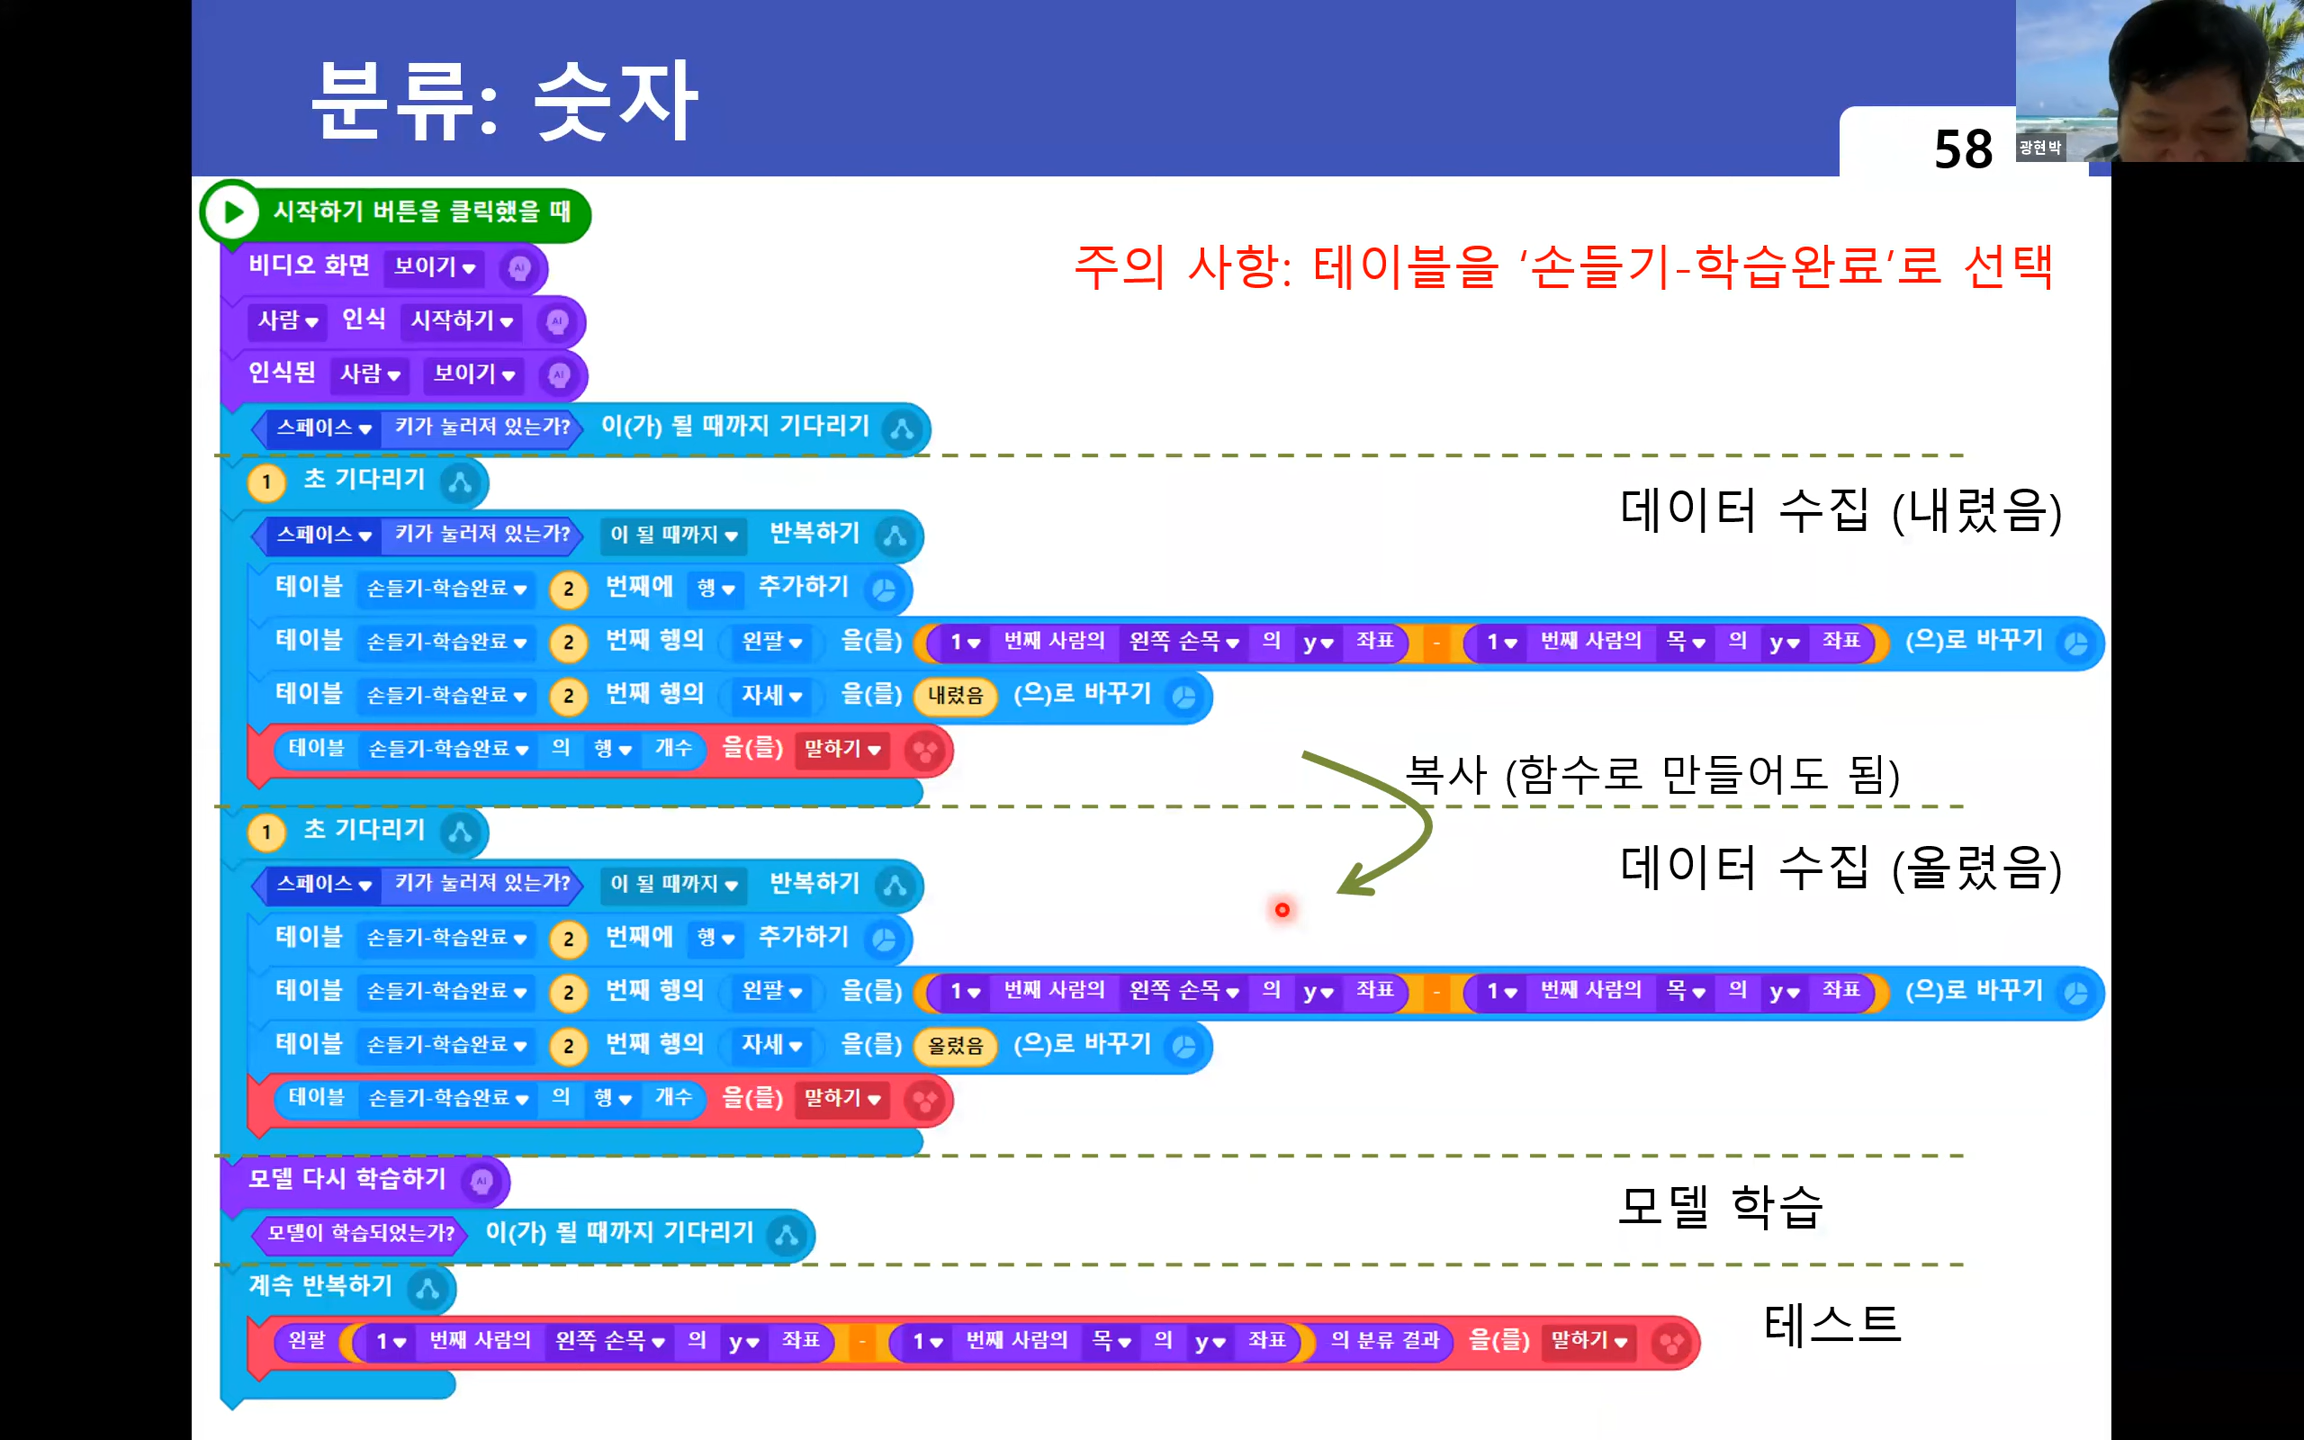 분류: 숫자
58
광현박
시작하기 버튼을 클릭했을 때
주의 사항: 테이블을 ‘손들기-학습완료’로 선택
비디오 화면 보이기
사람 인식 시작하기
인식된 사람 보이기
스페이스 키가 눌러져 있는가? 이(가) 될 때까지 기다리기
1 초 기다리기
데이터 수집 (내렸음)
스페이스 키가 눌러져 있는가? 이 될 때까지 반복하기
테이블 손들기-학습완료 2 번째에 행 추가하기
테이블 손들기-학습완료 2 번째 행의 왼팔 을(를) 1 번째 사람의 왼쪽 손목 의 y 좌표 - 1 번째 사람의 목 의 y 좌표 (으)로 바꾸기
테이블 손들기-학습완료 2 번째 행의 자세 을(를) 내렸음 (으)로 바꾸기
테이블 손들기-학습완료 의 행 개수 을(를) 말하기
복사 (함수로 만들어도 됨)
1 초 기다리기
데이터 수집 (올렸음)
스페이스 키가 눌러져 있는가? 이 될 때까지 반복하기
테이블 손들기-학습완료 2 번째에 행 추가하기
테이블 손들기-학습완료 2 번째 행의 왼팔 을(를) 1 번째 사람의 왼쪽 손목 의 y 좌표 - 1 번째 사람의 목 의 y 좌표 (으)로 바꾸기
테이블 손들기-학습완료 2 번째 행의 자세 을(를) 올렸음 (으)로 바꾸기
테이블 손들기-학습완료 의 행 개수 을(를) 말하기
모델 다시 학습하기
모델 학습
모델이 학습되었는가? 이(가) 될 때까지 기다리기
계속 반복하기
테스트
왼팔 1 번째 사람의 왼쪽 손목 의 y 좌표 - 1 번째 사람의 목 의 y 좌표 의 분류 결과 을(를) 말하기